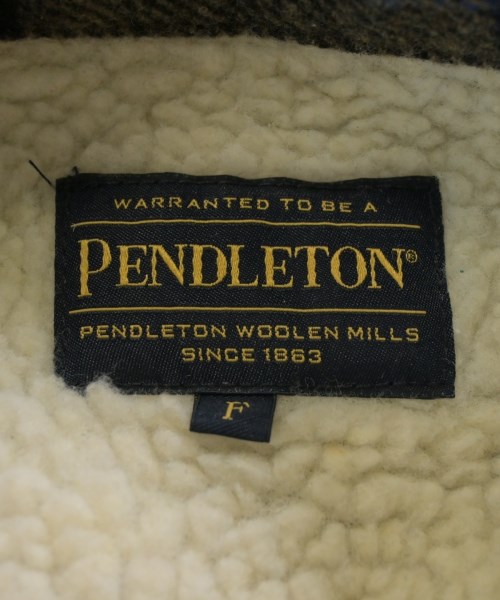 WARRANTED TO BE A
PENDLETON®
PENDLETON WOOLEN MILLS
SINCE 1863
F